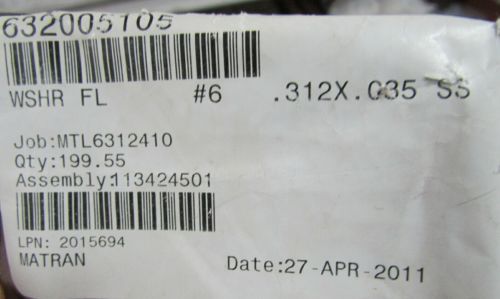 632005105
WSHR FL #6 .312X.035 SS
Job:MTL6312410
Qty:199.55
Assembly:113424501
LPN: 2015694
MATRAN Date:27-APR-2011